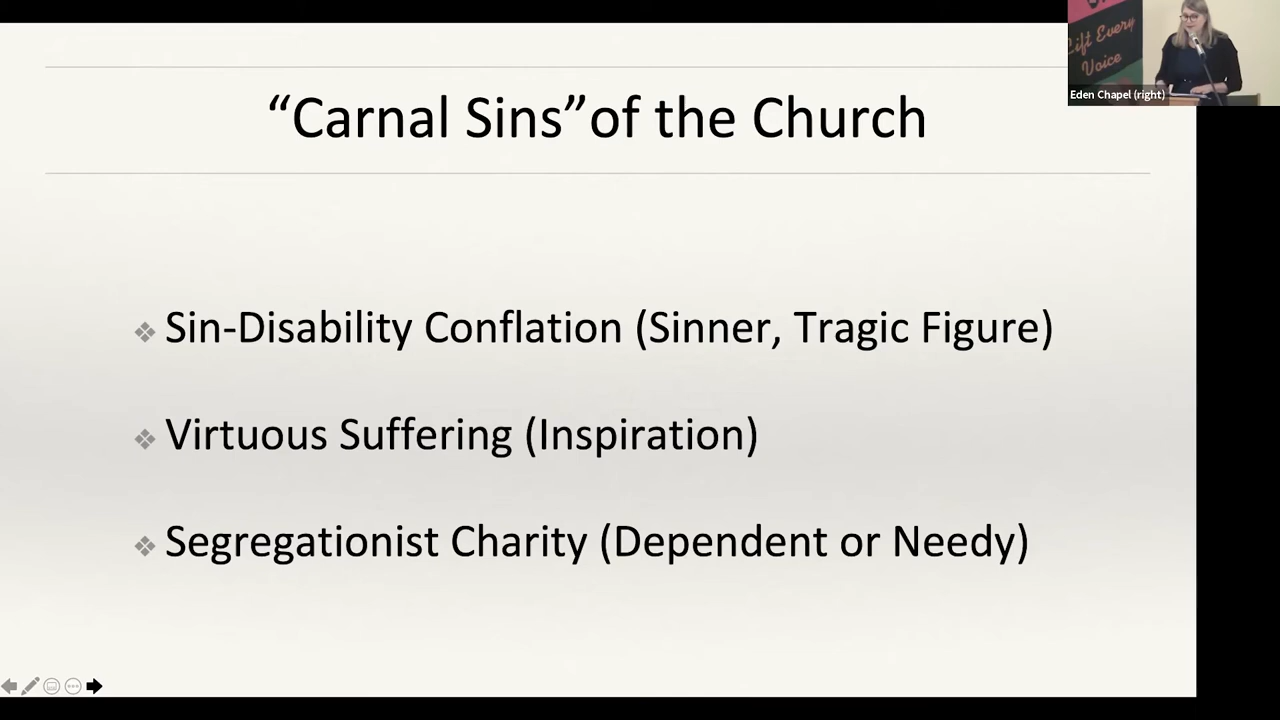 “Carnal Sins”of the Church
Sin-Disability Conflation (Sinner, Tragic Figure)
Virtuous Suffering (Inspiration)
Segregationist Charity (Dependent or Needy)
Lift Every
Voice
Eden Chapel (right)